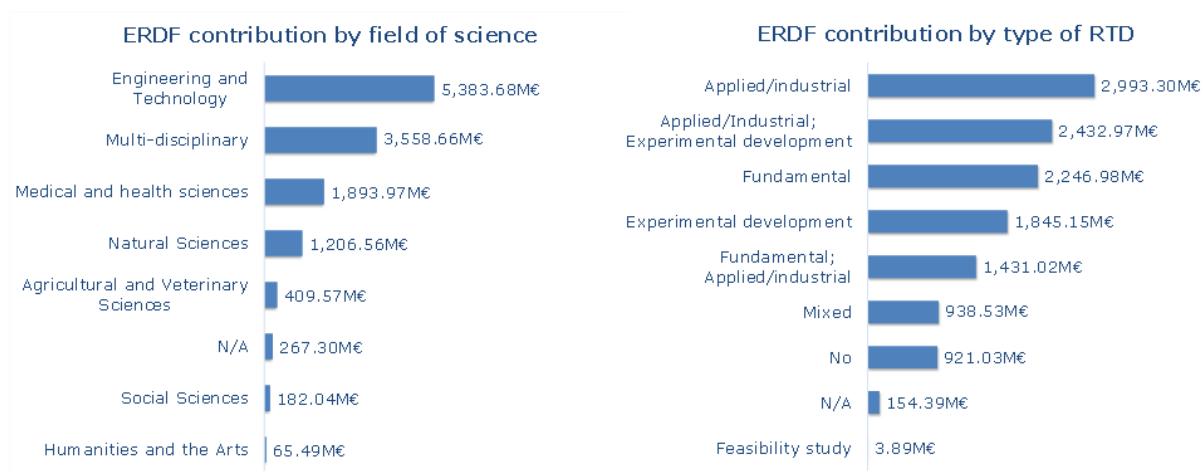 ERDF contribution by field of science
Engineering and
Technology
5,383.68M€
Multi-disciplinary
3,558.66M€
Medical and health sciences
1,893.97M€
Natural Sciences
1,206.56M€
Agricultural and Veterinary
Sciences
409.57M€
N/A
267.30M€
Social Sciences
182.04M€
Humanities and the Arts
65.49M€
ERDF contribution by type of RTD
Applied/industrial
2,993.30M€
Applied/Industrial;
Experimental development
2,432.97M€
Fundamental
2,246.98M€
Experimental development
1,845.15M€
Fundamental;
Applied/industrial
1,431.02M€
Mixed
938.53M€
No
921.03M€
N/A
154.39M€
Feasibility study
3.89M€